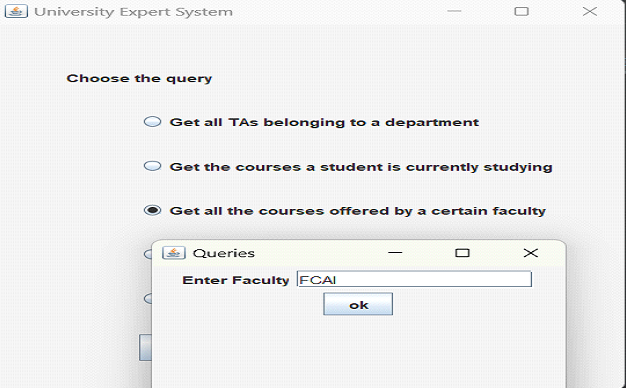 University Expert System
Choose the query
Get all TAs belonging to a department
Get the courses a student is currently studying
Get all the courses offered by a certain faculty
Queries
Enter Faculty FCAI
ok